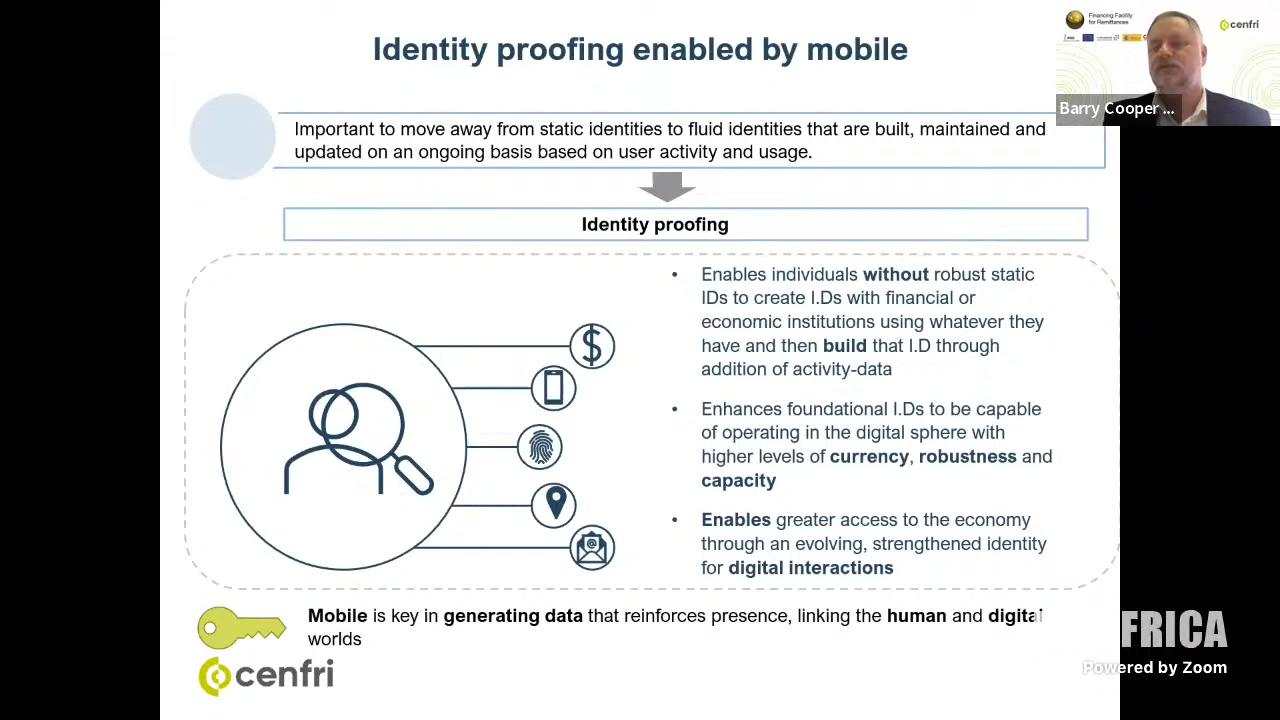 Identity proofing enabled by mobile
Financing Facility
for Remittances
cenfri
Barry Cooper ...
Important to move away from static identities to fluid identities that are built, maintained and
updated on an ongoing basis based on user activity and usage.
Identity proofing
• Enables individuals without robust static
IDs to create I.Ds with financial or
economic institutions using whatever they
have and then build that I.D through
addition of activity-data
• Enhances foundational I.Ds to be capable
of operating in the digital sphere with
higher levels of currency, robustness and
capacity
• Enables greater access to the economy
through an evolving, strengthened identity
for digital interactions
$
@
Mobile is key in generating data that reinforces presence, linking the human and digital
worlds
cenfri
FRICA
Powered by Zoom